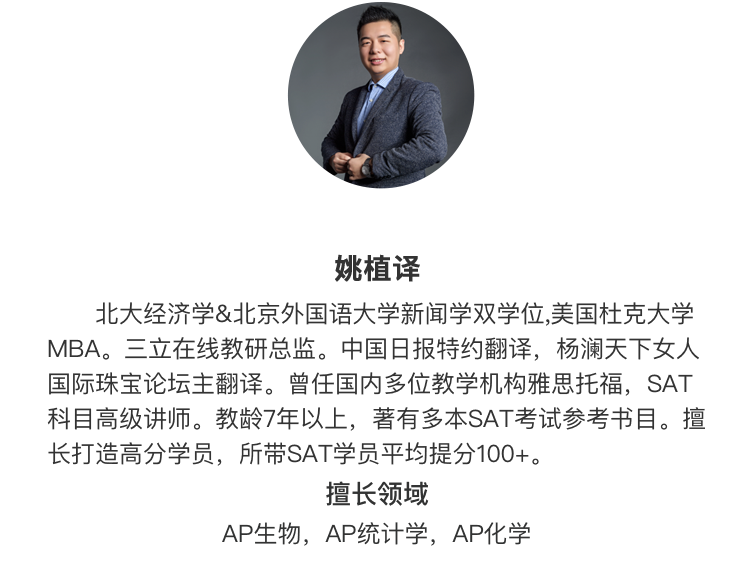 姚植译
北大经济学&北京外国语大学新闻学双学位,美国杜克大学
MBA。三立在线教研总监。中国日报特约翻译，杨澜天下女人
国际珠宝论坛主翻译。曾任国内多位教学机构雅思托福，SAT
科目高级讲师。教龄7年以上，著有多本SAT考试参考书目。擅
长打造高分学员，所带SAT学员平均提分100+。
擅长领域
AP生物，AP统计学，AP化学